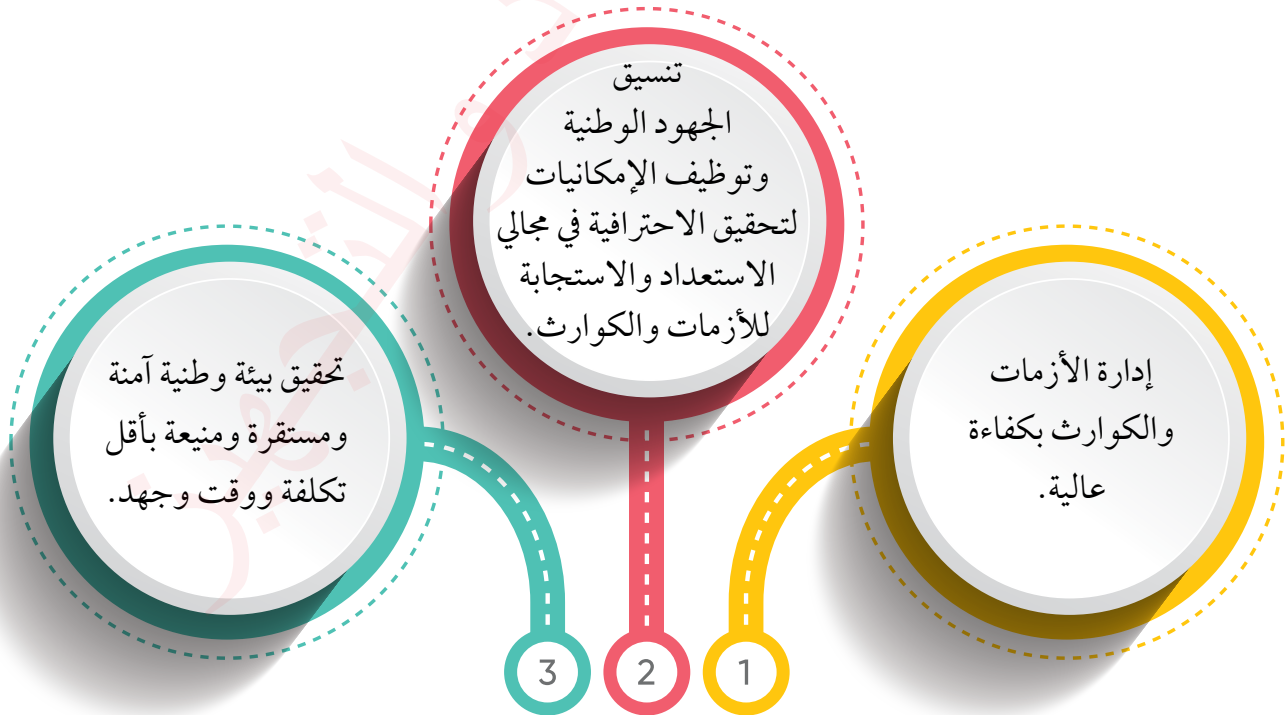 تنسيق
الجهود الوطنية
وتوظيف الإمكانيات
لتحقيق الاحترافية في مجالي
الاستعداد والاستجابة
للأزمات والكوارث.
إدارة الأزمات
والكوارث بكفاءة
عالية.
تحقيق بيئة وطنية آمنة
ومستقرة ومنيعة بأقل
تكلفة ووقت وجهد.
1
2
3